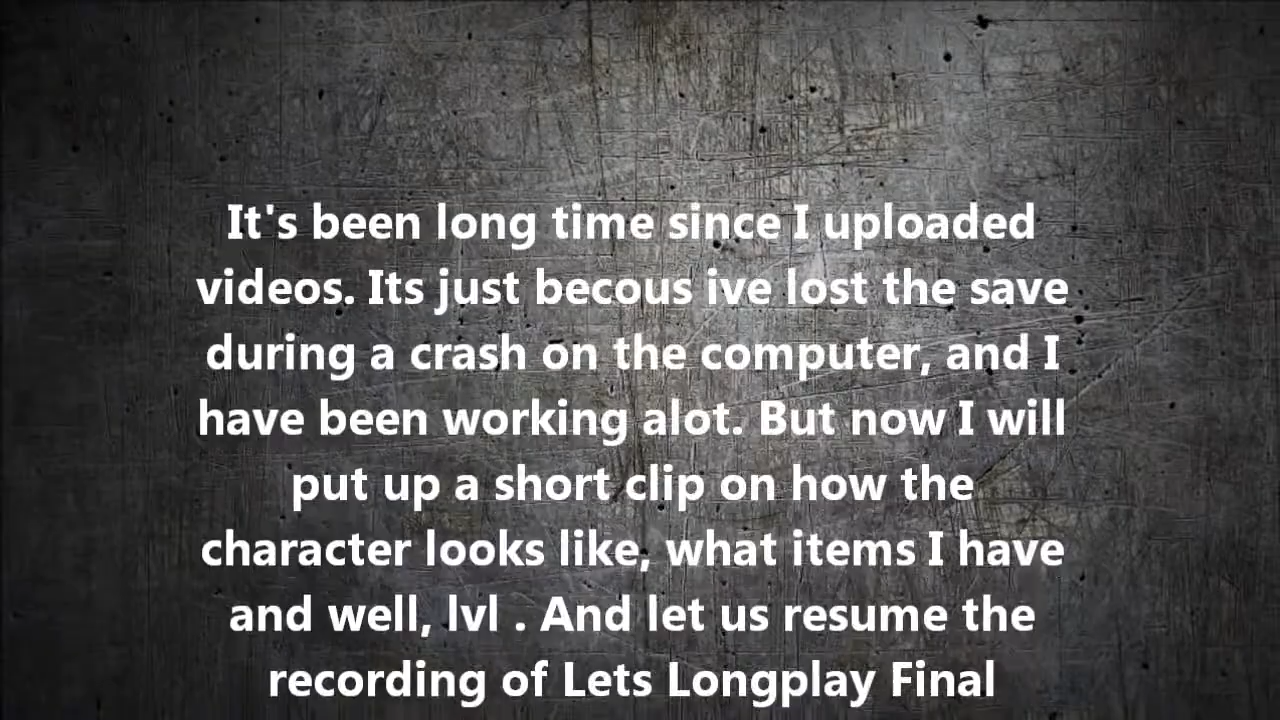 It's been long time since I uploaded
videos. Its just becous ive lost the save
during a crash on the computer, and I
have been working alot. But now I will
put up a short clip on how the
character looks like, what items I have
and well, lvl . And let us resume the
recording of Lets Longplay Final